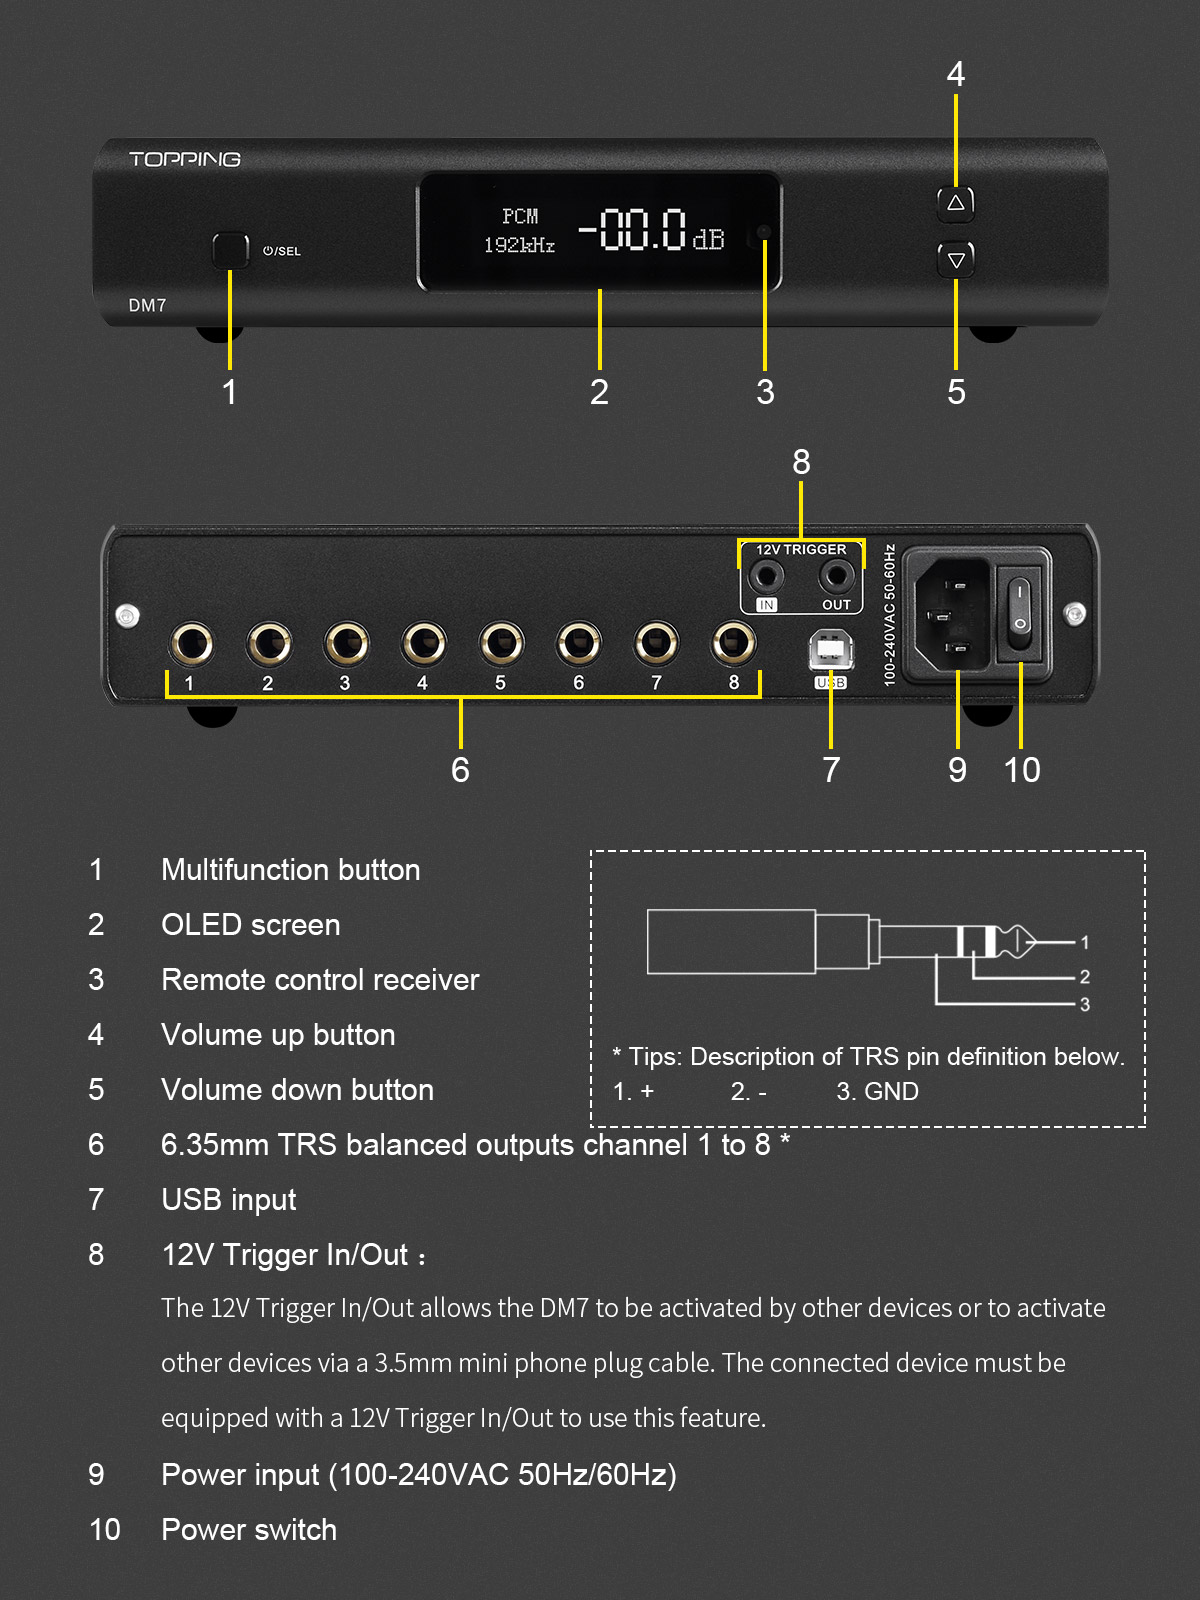 4
TOPPING
PCM
192kHz
-00.0dB
⏻/SEL
DM7
1
2
3
5
8
12V TRIGGER
IN
OUT
100-240VAC 50-60Hz
1
2
3
4
5
6
7
8
USB
6
7
9
10
1 Multifunction button
2 OLED screen
3 Remote control receiver
4 Volume up button
5 Volume down button
6 6.35mm TRS balanced outputs channel 1 to 8 *
7 USB input
8 12V Trigger In/Out：
The 12V Trigger In/Out allows the DM7 to be activated by other devices or to activate
other devices via a 3.5mm mini phone plug cable. The connected device must be
equipped with a 12V Trigger In/Out to use this feature.
9 Power input (100-240VAC 50Hz/60Hz)
10 Power switch
1
2
3
* Tips: Description of TRS pin definition below.
1. + 2. - 3. GND